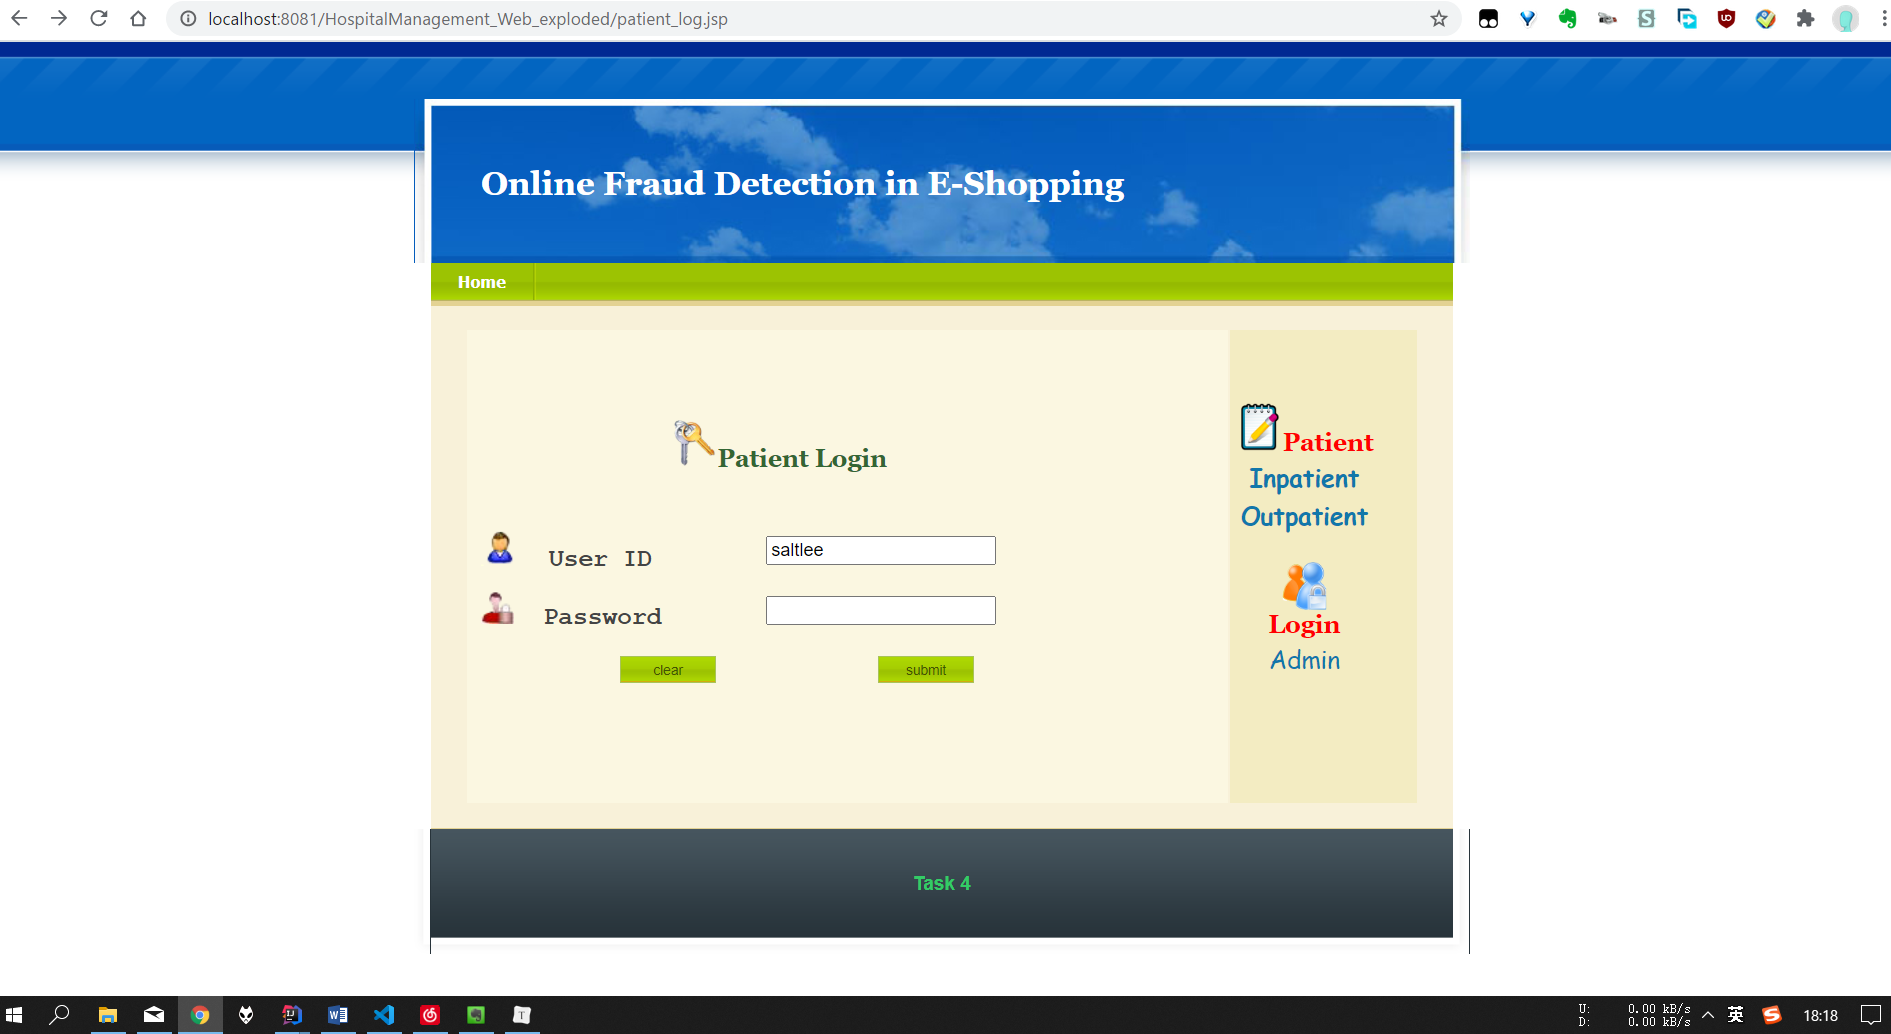 localhost:8081/HospitalManagement_Web_exploded/patient_log.jsp
Online Fraud Detection in E-Shopping
Home
Patient Login
User ID
saltlee
Password
clear
submit
Patient
Inpatient
Outpatient
Login
Admin
Task 4
U: 0.00 kB/s
D: 0.00 kB/s
英
18:18